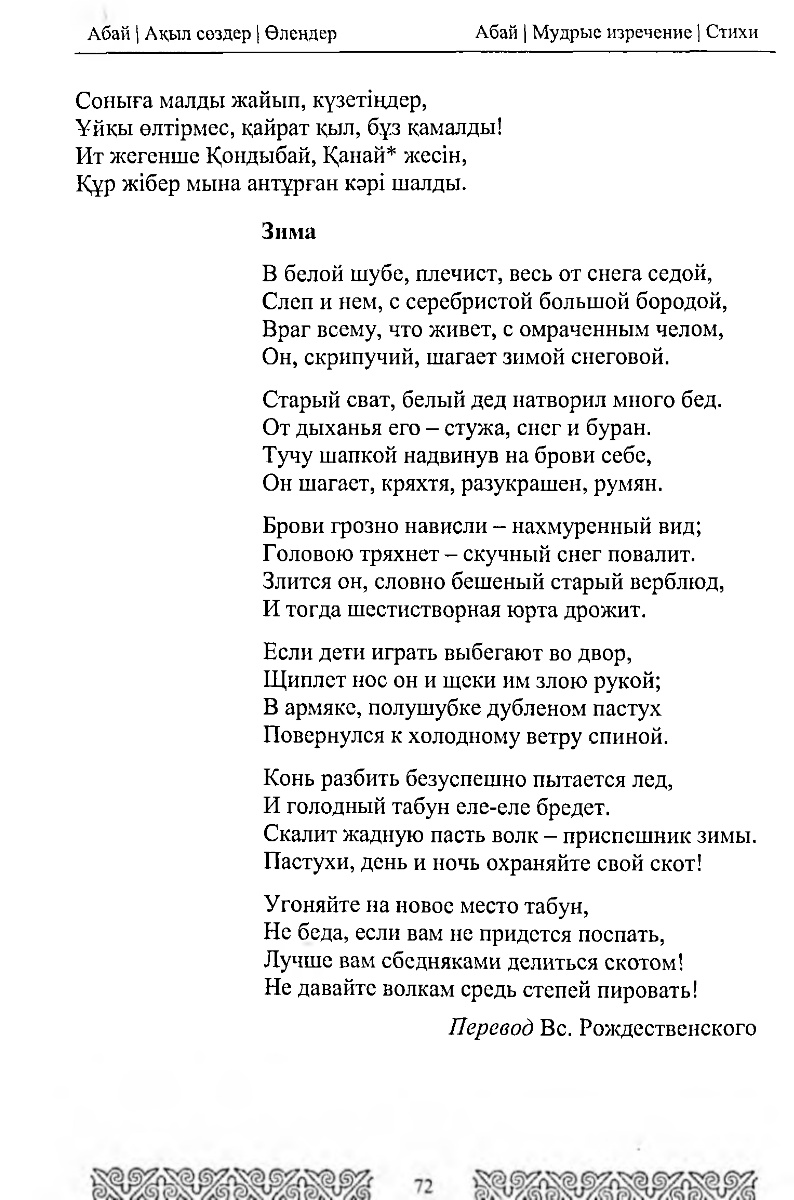 Абай | Ақыл сөздер | Өлеңдер Абай | Мудрые изречение | Стихи
Соныға малды жайып, күзетіңдер,
Ұйқы өлтірмес, қайрат қыл, бұз қамалды!
Ит жегенше Қондыбай, Қанай* жесін,
Құр жібер мына антұрған кәрі шалды.
Зима
В белой шубе, плечист, весь от снега седой,
Слеп и нем, с серебристой большой бородой,
Враг всему, что живет, с омраченным челом,
Он, скрипучий, шагает зимой снеговой.
Старый сват, белый дед натворил много бед.
От дыханья его – стужа, снег и буран.
Тучу шапкой надвинув на брови себе,
Он шагает, кряхтя, разукрашен, румян.
Брови грозно нависли – нахмуренный вид;
Головою тряхнет – скучный снег повалит.
Злится он, словно бешеный старый верблюд,
И тогда шестистворная юрта дрожит.
Если дети играть выбегают во двор,
Щиплет нос он и щеки им злою рукой;
В армяке, полушубке дубленом пастух
Повернулся к холодному ветру спиной.
Конь разбить безуспешно пытается лед,
И голодный табун еле-еле бредет.
Скалит жадную пасть волк – приспешник зимы.
Пастухи, день и ночь охраняйте свой скот!
Угоняйте на новое место табун,
Не беда, если вам не придется поспать,
Лучше вам сбедняками делиться скотом!
Не давайте волкам средь степей пировать!
Перевод Вс. Рождественского
72